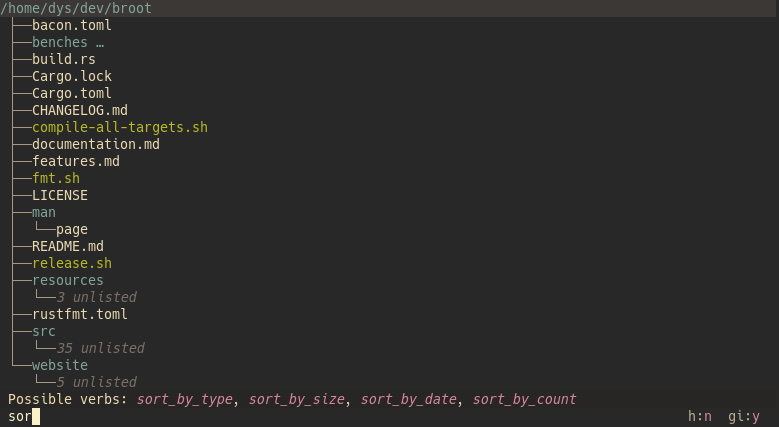 /home/dys/dev/broot
├──bacon.toml
├──benches …
├──build.rs
├──Cargo.lock
├──Cargo.toml
├──CHANGELOG.md
├──compile-all-targets.sh
├──documentation.md
├──features.md
├──fmt.sh
├──LICENSE
├──man
│  └──page
├──README.md
├──release.sh
├──resources
│  └──3 unlisted
├──rustfmt.toml
├──src
│  └──35 unlisted
└──website
   └──5 unlisted
Possible verbs: sort_by_type, sort_by_size, sort_by_date, sort_by_count
sor h:n gi:y